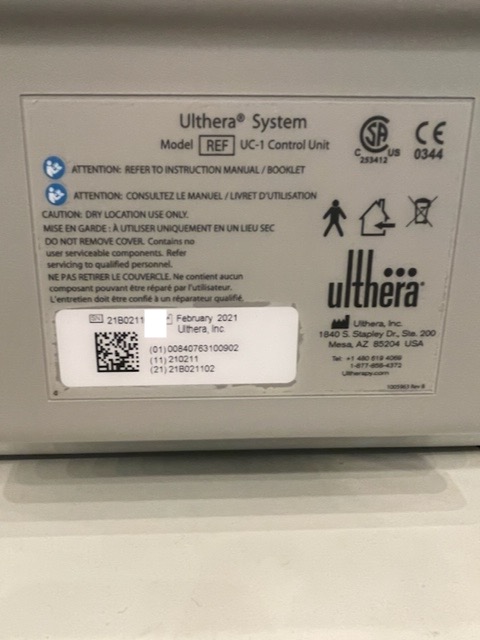 Ulthera® System
Model REF UC-1 Control Unit
ATTENTION: REFER TO INSTRUCTION MANUAL / BOOKLET
ATTENTION: CONSULTEZ LE MANUEL / LIVRET D'UTILISATION
CAUTION: DRY LOCATION USE ONLY.
MISE EN GARDE : À UTILISER UNIQUEMENT EN UN LIEU SEC
DO NOT REMOVE COVER. Contains no
user serviceable components. Refer
servicing to qualified personnel.
NE PAS RETIRER LE COUVERCLE. Ne contient aucun
composant pouvant être réparé par l'utilisateur.
L'entretien doit être confié à un réparateur qualifié.
SN 21B0211
February 2021
Ulthera, Inc.
(01)00840763100902
(11) 210211
(21) 21B021102
CSA
C US
253412
CE
0344
ulthera®
Ulthera, Inc.
1840 S. Stapley Dr., Ste. 200
Mesa, AZ 85204 USA
Tel: +1 480 619 4069
1-877-858-4372
Ultherapy.com